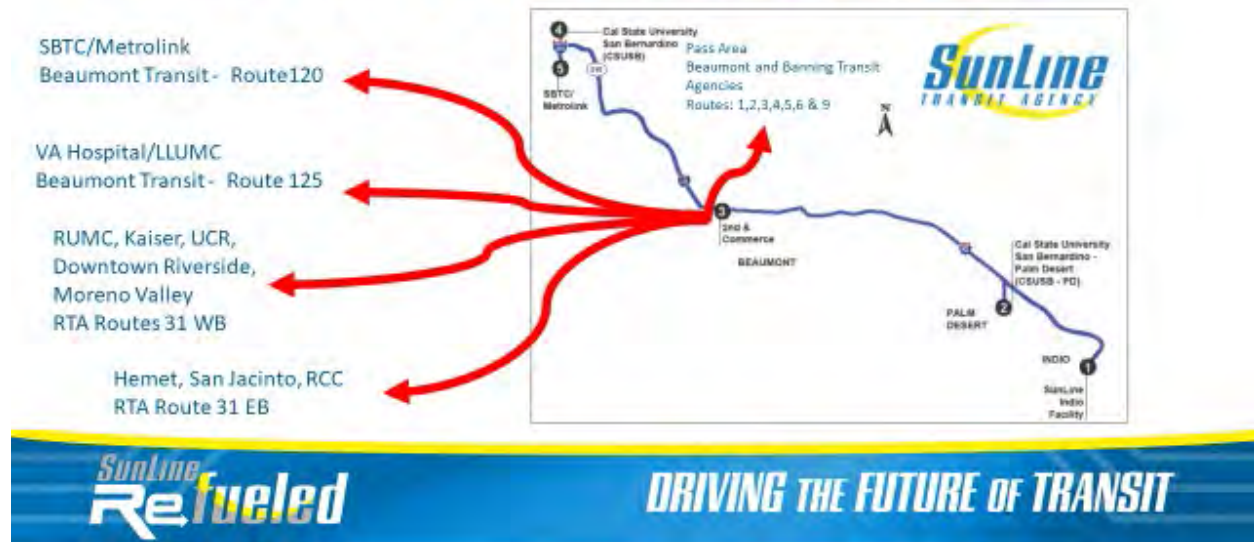 SBTC/Metrolink
Beaumont Transit - Route120
VA Hospital/LLUMC
Beaumont Transit - Route 125
RUMC, Kaiser, UCR,
Downtown Riverside,
Moreno Valley
RTA Routes 31 WB
Hemet, San Jacinto, RCC
RTA Route 31 EB
4
Cal State University
San Bernardino
(CSUSB)
5
SBTC/
Metrolink
Pass Area
Beaumont and Banning Transit
Agencies
Routes: 1,2,3,4,5,6 & 9
SunLine
TRANSIT AGENCY
N
3
2nd &
Commerce
BEAUMONT
Cal State University
San Bernardino -
Palm Desert
(CSUSB - PD)
2
PALM
DESERT
INDIO
1
SunLine
Indio
Facility
SunLine
Refueled
DRIVING THE FUTURE OF TRANSIT